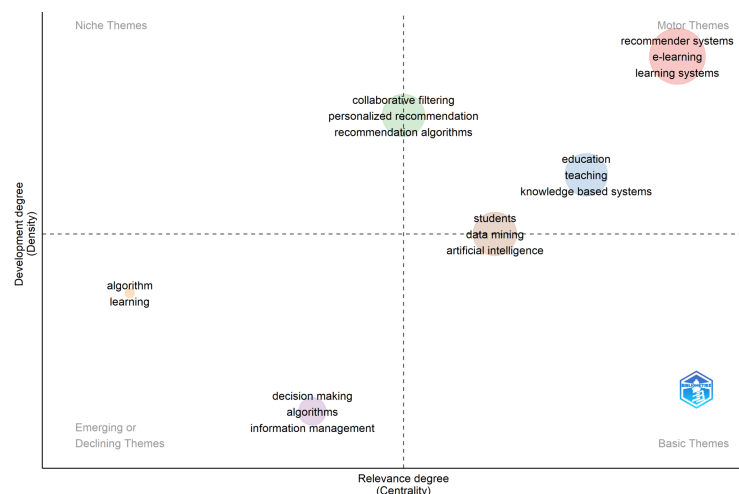 Niche Themes
Motor Themes
recommender systems
e-learning
learning systems
collaborative filtering
personalized recommendation
recommendation algorithms
education
teaching
knowledge based systems
students
data mining
artificial intelligence
Development degree
(Density)
algorithm
learning
decision making
algorithms
information management
BIBLIOMETRIX
Emerging or
Declining Themes
Basic Themes
Relevance degree
(Centrality)